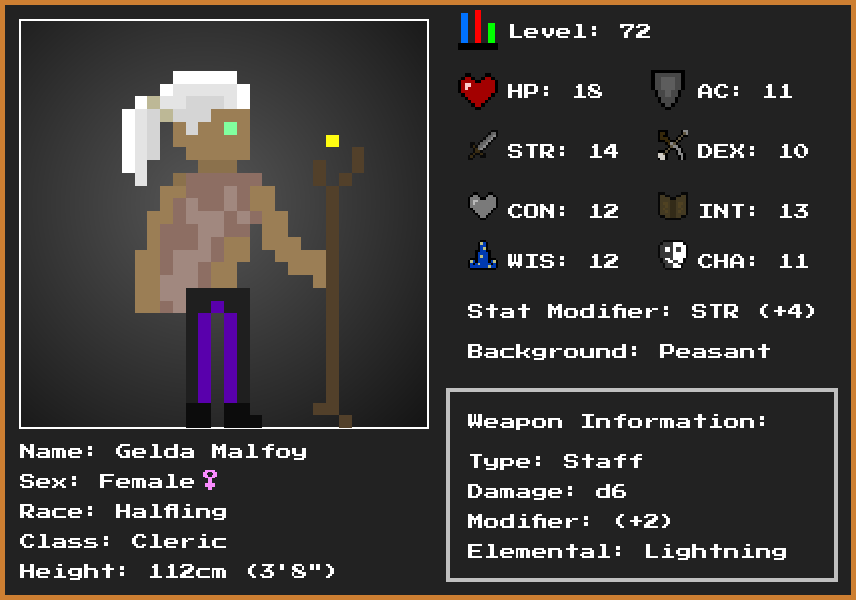 Level: 72
HP: 18 AC: 11
STR: 14 DEX: 10
CON: 12 INT: 13
WIS: 12 CHA: 11
Stat Modifier: STR (+4)
Background: Peasant
Weapon Information:
Type: Staff
Damage: d6
Modifier: (+2)
Elemental: Lightning
Name: Gelda Malfoy
Sex: Female♀
Race: Halfling
Class: Cleric
Height: 112cm (3'8")